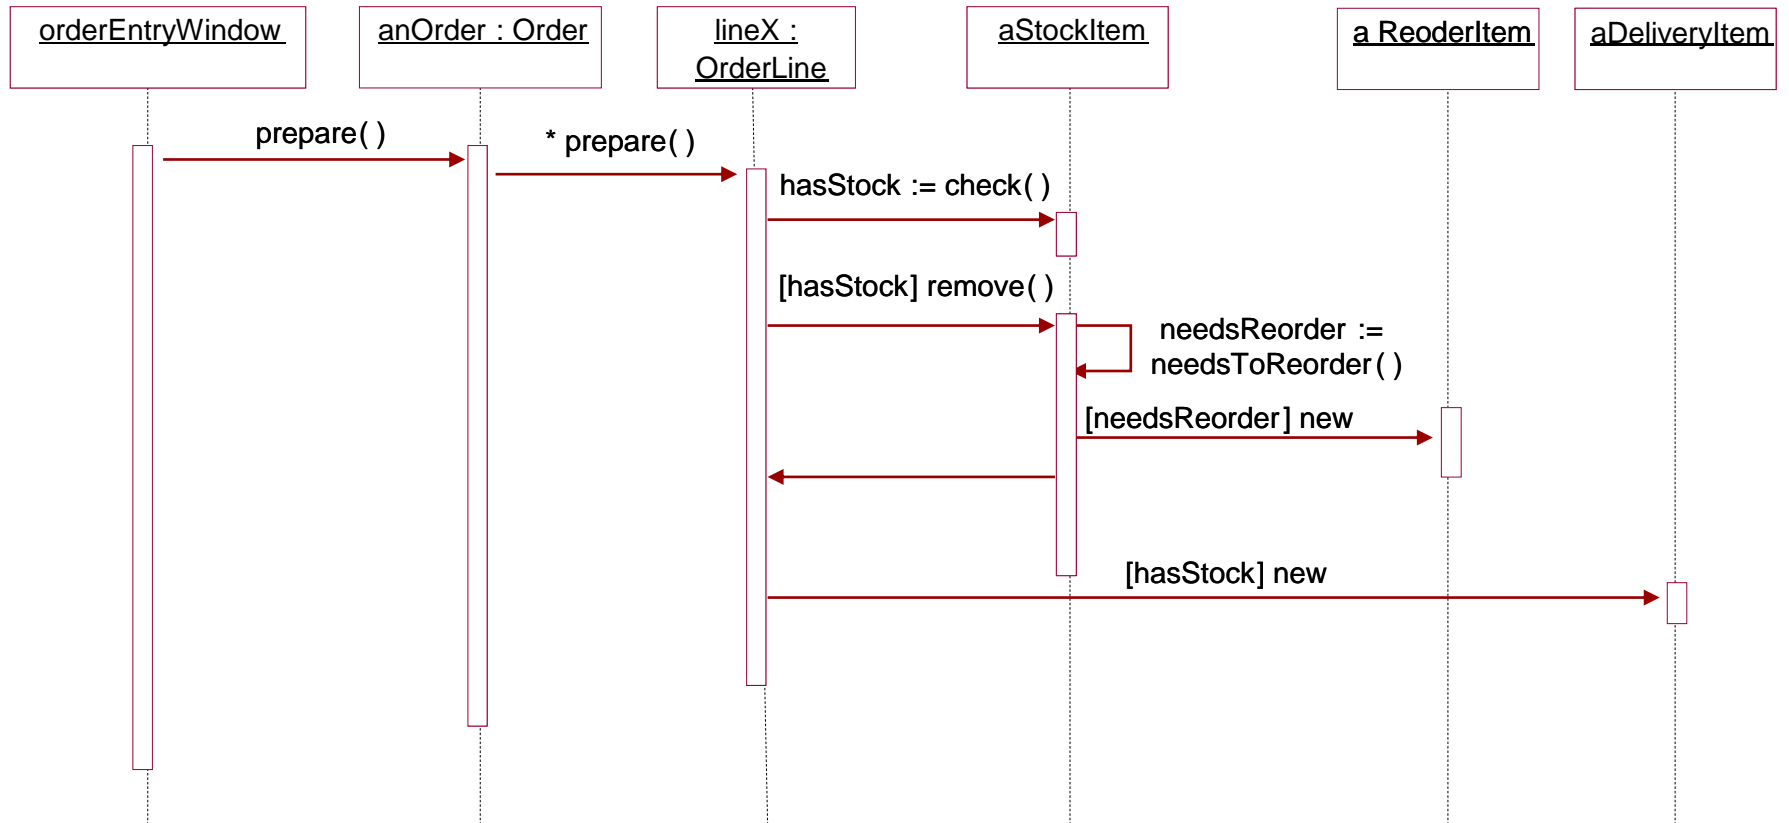 orderEntryWindow
anOrder : Order
lineX :
OrderLine
aStockItem
a ReoderItem
aDeliveryItem
prepare( )
* prepare( )
hasStock := check( )
[hasStock] remove( )
needsReorder :=
needsToReorder( )
[needsReorder] new
[hasStock] new